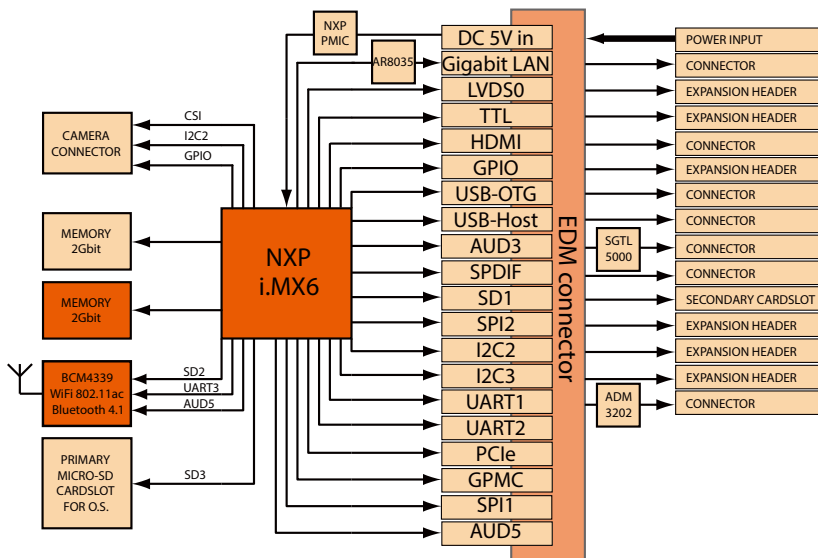 NXP
PMIC
AR8035
DC 5V in
Gigabit LAN
LVDS0
TTL
HDMI
GPIO
USB-OTG
USB-Host
AUD3
SPDIF
SD1
SPI2
I2C2
I2C3
UART1
UART2
PCIe
GPMC
SPI1
AUD5
EDM connector
POWER INPUT
CONNECTOR
EXPANSION HEADER
EXPANSION HEADER
CONNECTOR
EXPANSION HEADER
CONNECTOR
CONNECTOR
SGTL
5000
CONNECTOR
CONNECTOR
SECONDARY CARDSLOT
EXPANSION HEADER
EXPANSION HEADER
EXPANSION HEADER
ADM
3202
CONNECTOR
CAMERA
CONNECTOR
CSI
I2C2
GPIO
MEMORY
2Gbit
MEMORY
2Gbit
NXP
i.MX6
BCM4339
WiFi 802.11ac
Bluetooth 4.1
SD2
UART3
AUD5
PRIMARY
MICRO-SD
CARDSLOT
FOR O.S.
SD3